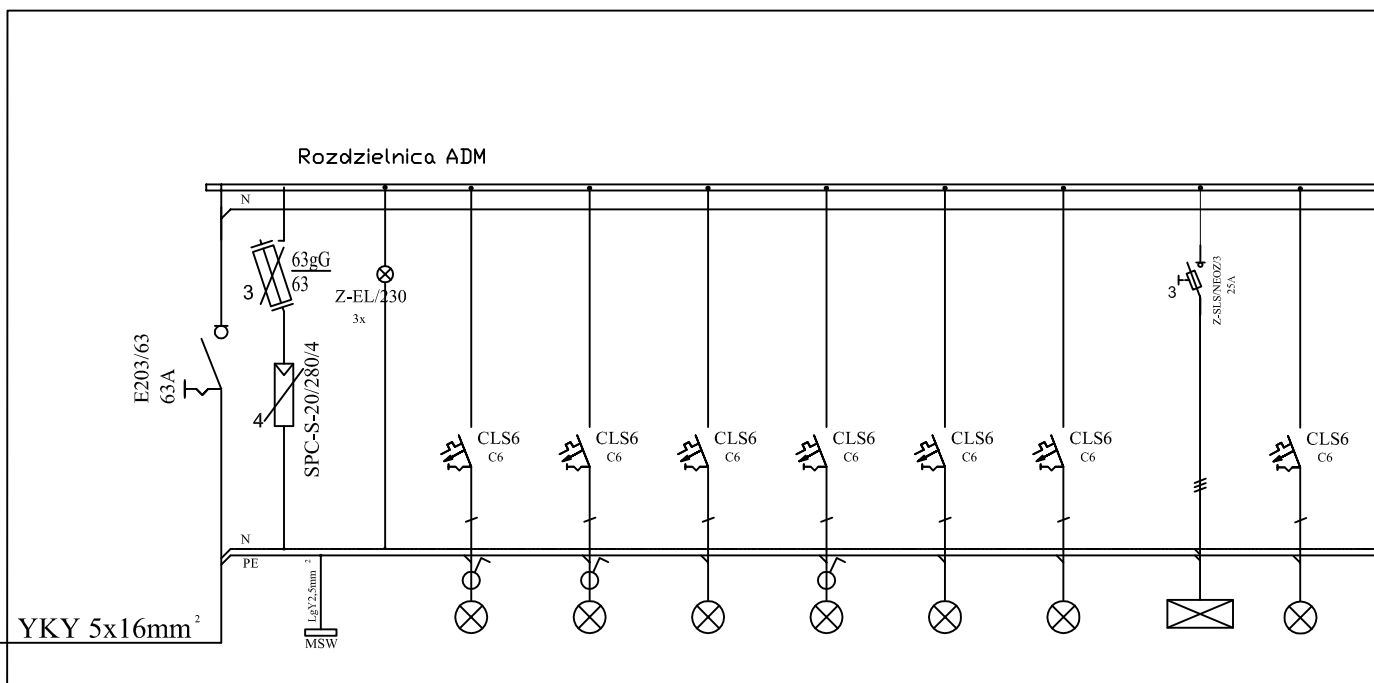 Rozdzielnica ADM
N
63gG
63
3
Z-EL/230
3x
E203/63
63A
SPC-S-20/280/4
4
CLS6
C6
CLS6
C6
CLS6
C6
CLS6
C6
CLS6
C6
CLS6
C6
3
Z-SLS/NEOZ/3
25A
CLS6
C6
N
PE
LgY2,5mm²
MSW
YKY 5x16mm²